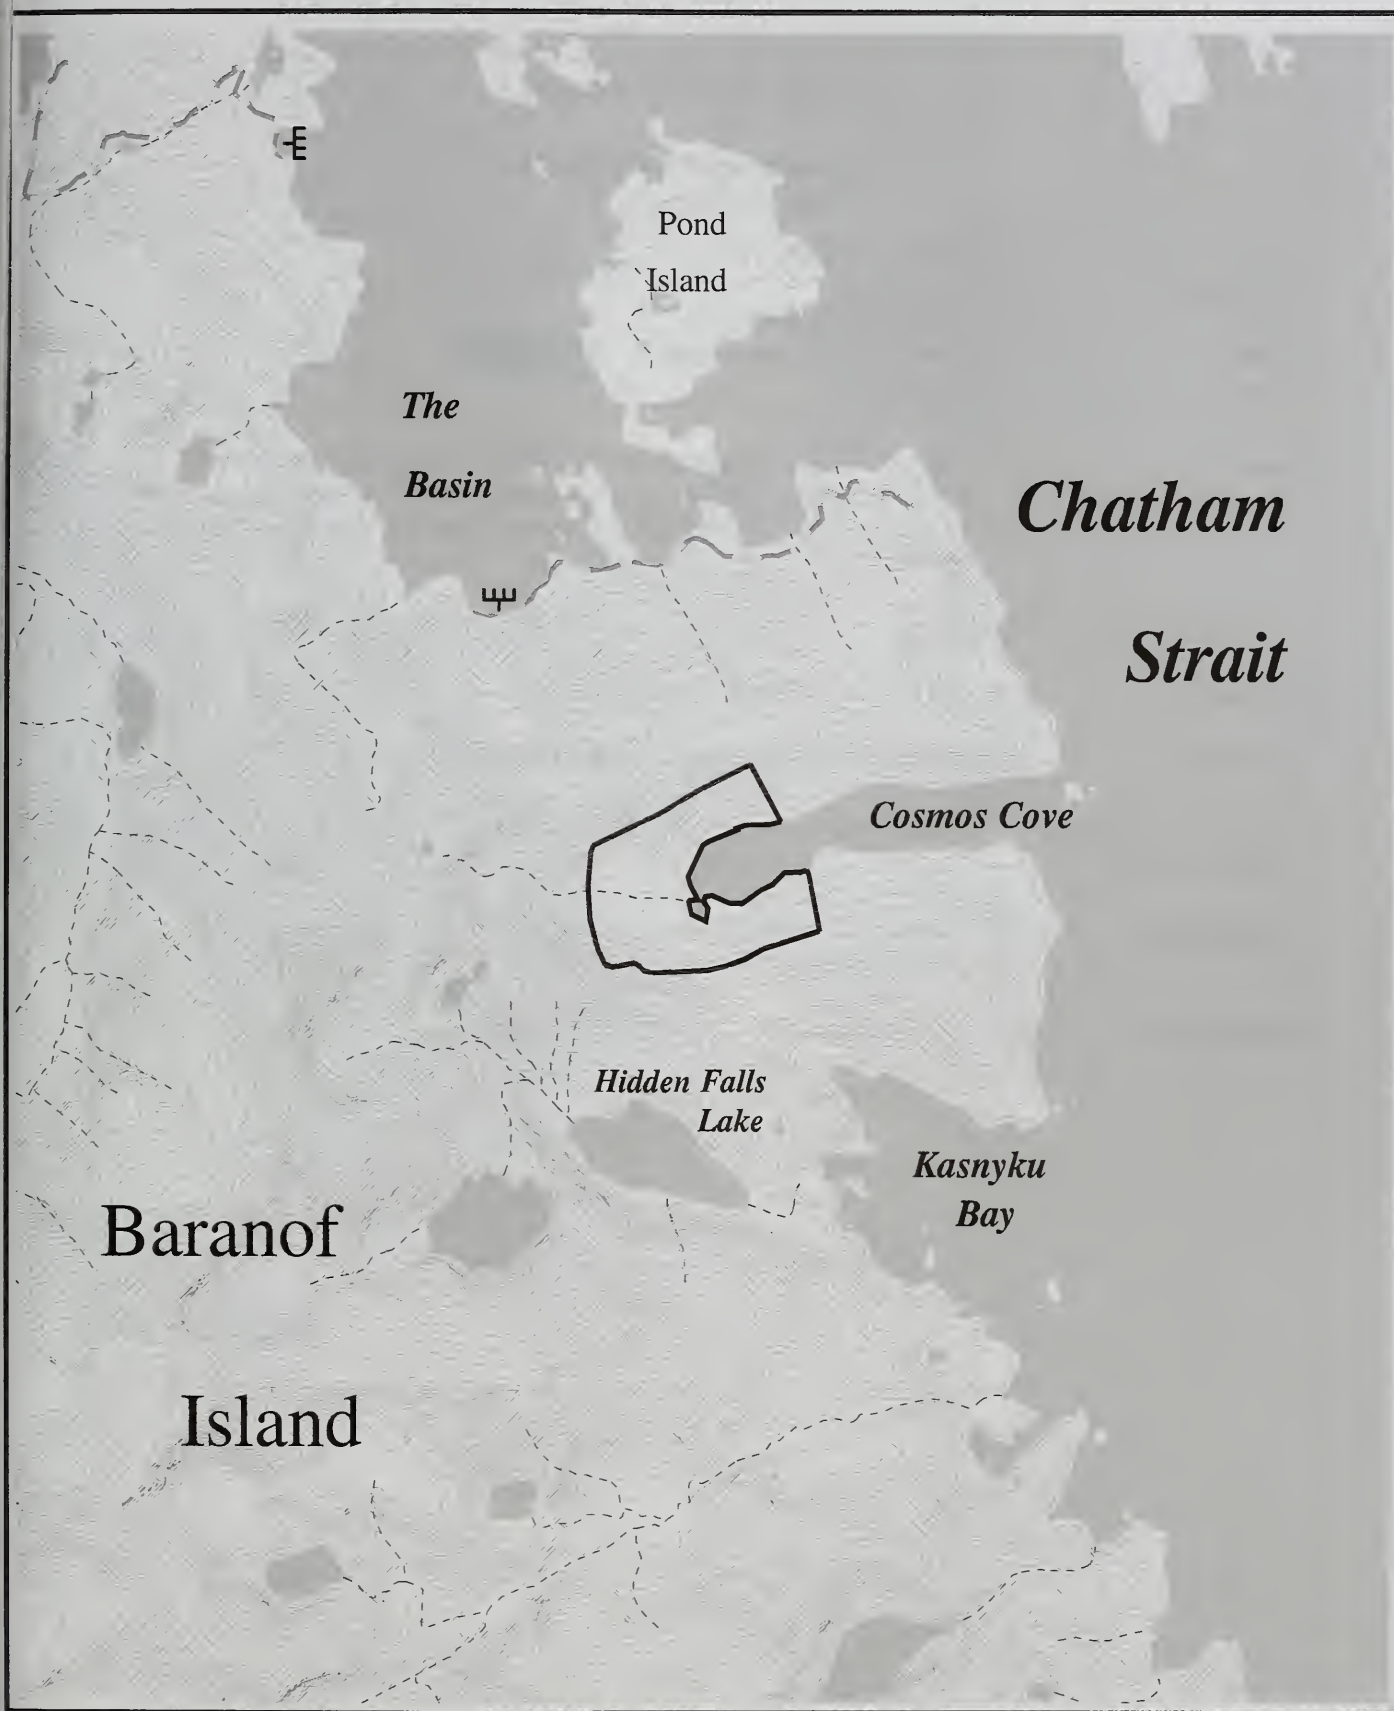 Pond
Island
The
Basin
Chatham
Strait
Cosmos Cove
Hidden Falls
Lake
Kasnyku
Bay
Baranof
Island